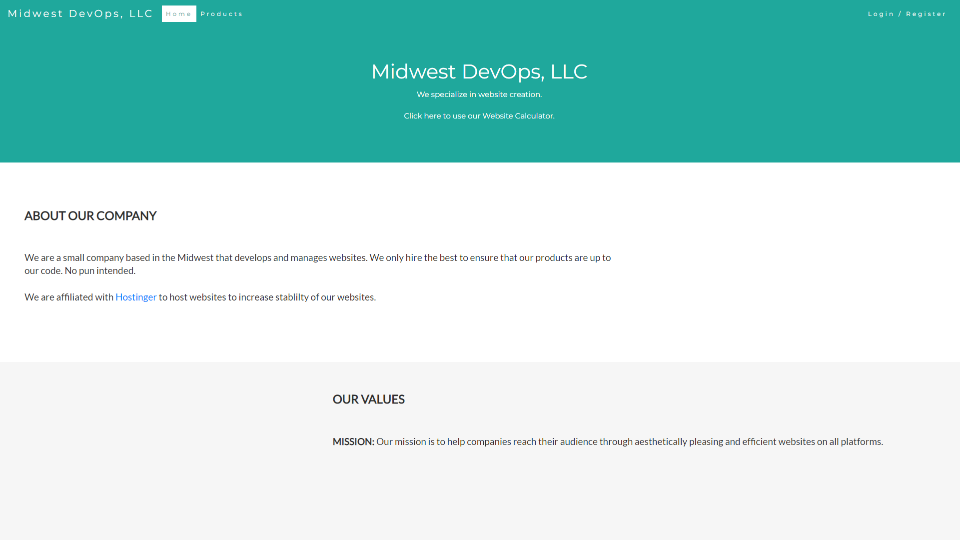 Midwest DevOps, LLC Home Products Login / Register
Midwest DevOps, LLC
We specialize in website creation.
Click here to use our Website Calculator.
ABOUT OUR COMPANY
We are a small company based in the Midwest that develops and manages websites. We only hire the best to ensure that our products are up to
our code. No pun intended.
We are affiliated with Hostinger to host websites to increase stablilty of our websites.
OUR VALUES
MISSION: Our mission is to help companies reach their audience through aesthetically pleasing and efficient websites on all platforms.